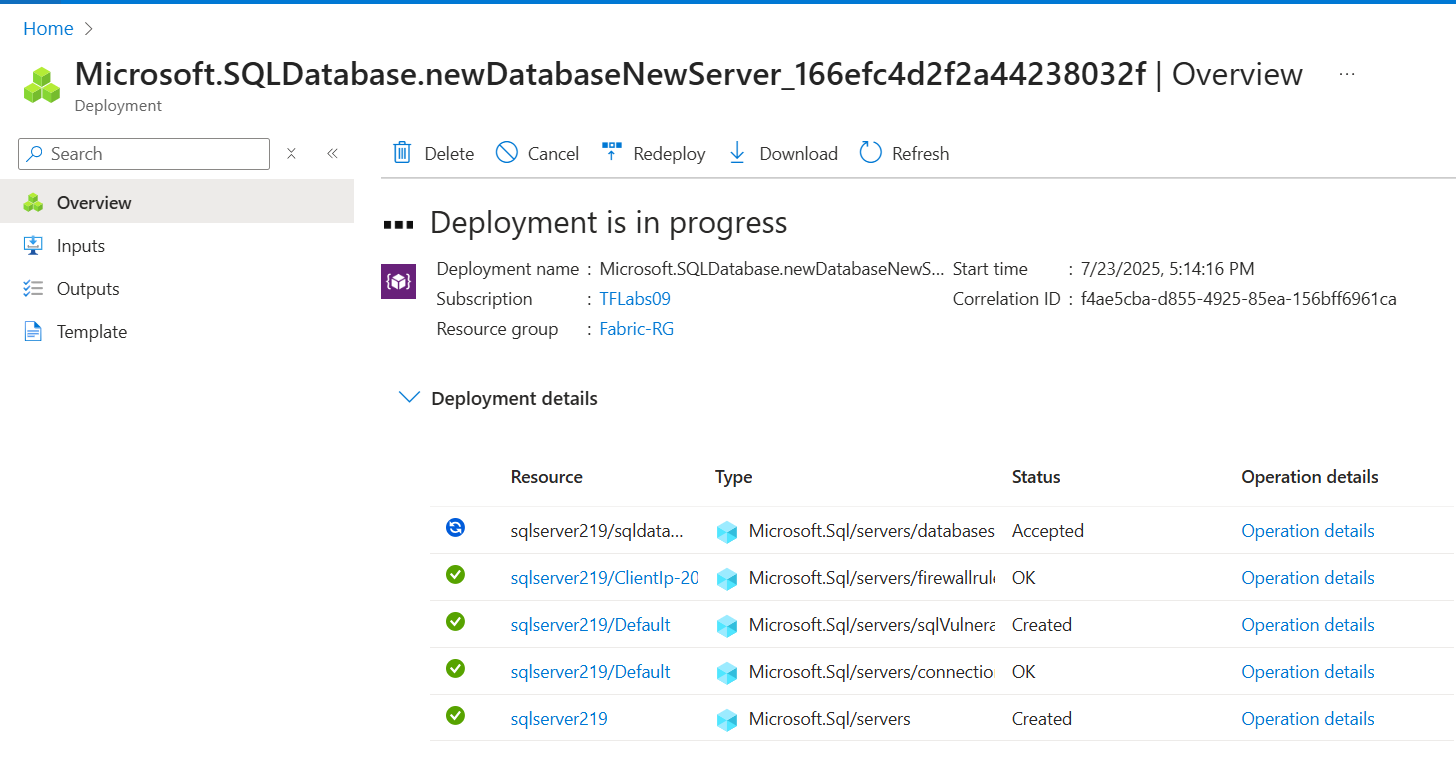 Home
Microsoft.SQLDatabase.newDatabaseNewServer_166efc4d2f2a44238032f | Overview ...
Deployment
Search
Delete Cancel Redeploy Download Refresh
Overview
Inputs
Outputs
Template
Deployment is in progress
Deployment name : Microsoft.SQLDatabase.newDatabaseNewS... Start time : 7/23/2025, 5:14:16 PM
Subscription : TFLabs09 Correlation ID : f4ae5cba-d855-4925-85ea-156bff6961ca
Resource group : Fabric-RG
Deployment details
Resource Type Status Operation details
sqlserver219/sqldata... Microsoft.Sql/servers/databases Accepted Operation details
sqlserver219/ClientIp-20 Microsoft.Sql/servers/firewallrule OK Operation details
sqlserver219/Default Microsoft.Sql/servers/sqlVulnera Created Operation details
sqlserver219/Default Microsoft.Sql/servers/connectio OK Operation details
sqlserver219 Microsoft.Sql/servers Created Operation details